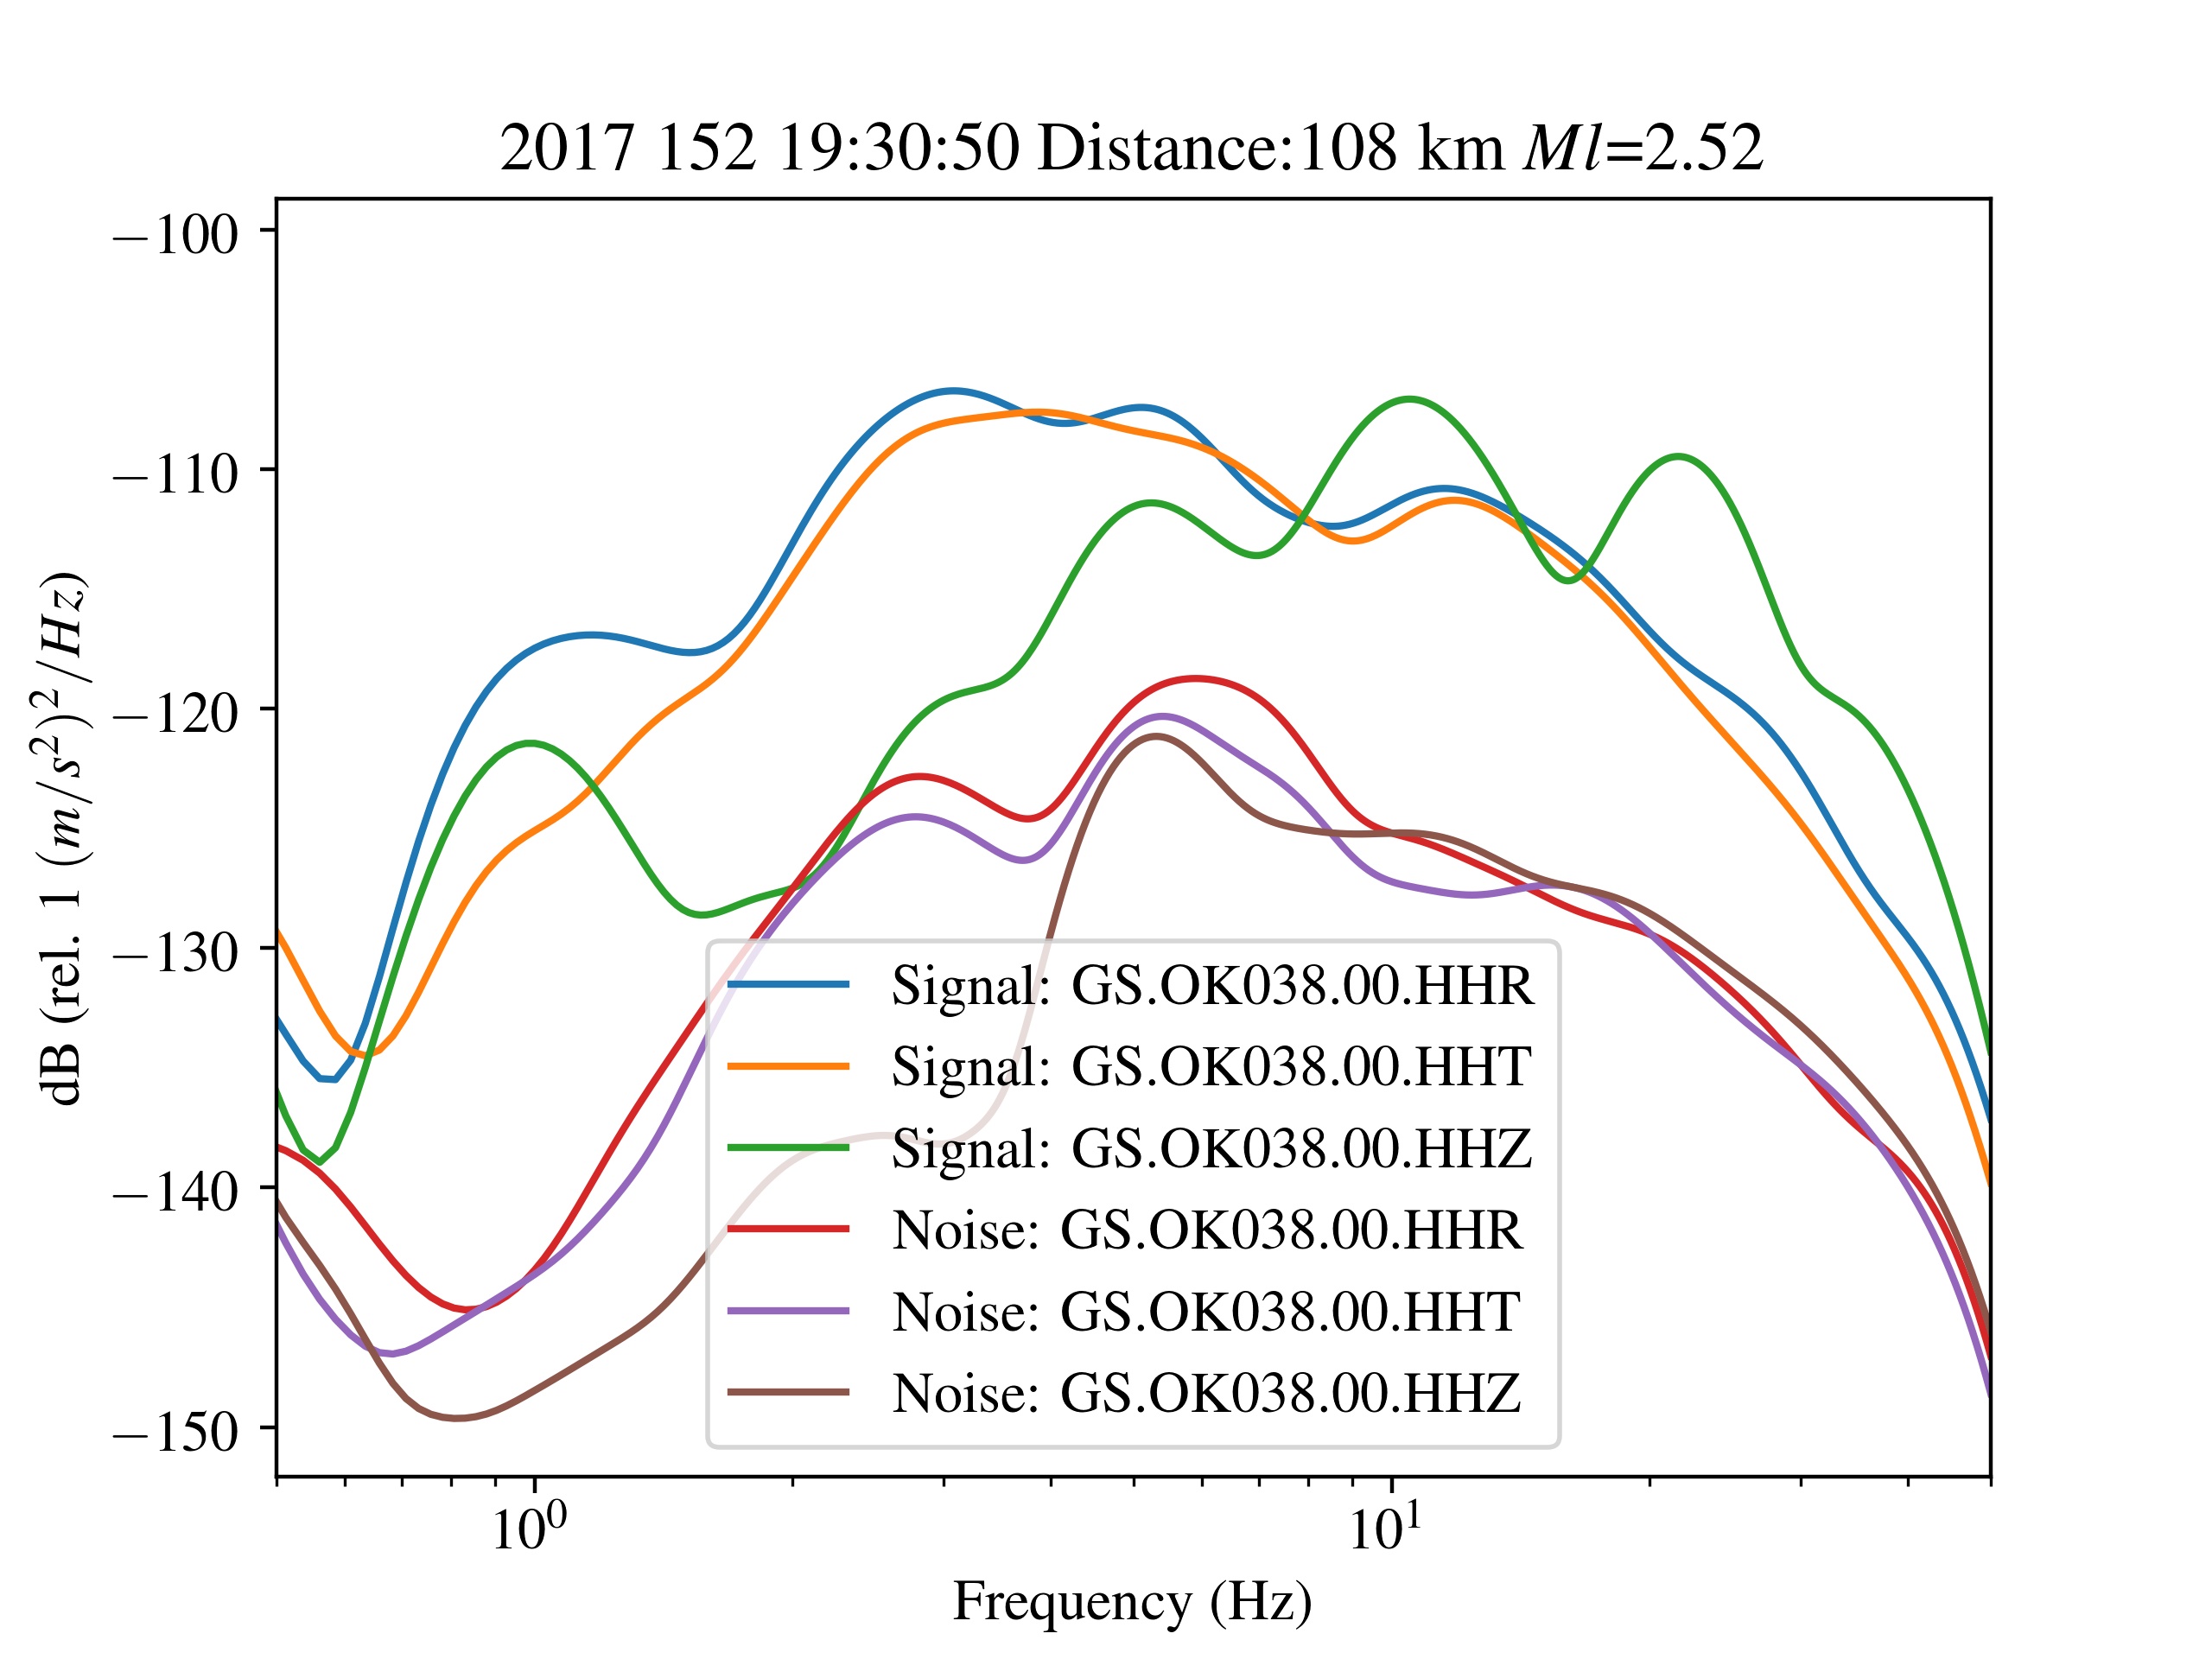 2017 152 19:30:50 Distance:108 km Ml=2.52
−100
−110
−120
−130
−140
−150
dB (rel. 1 (m/s²)²/Hz)
Signal: GS.OK038.00.HHR
Signal: GS.OK038.00.HHT
Signal: GS.OK038.00.HHZ
Noise: GS.OK038.00.HHR
Noise: GS.OK038.00.HHT
Noise: GS.OK038.00.HHZ
10⁰ 10¹
Frequency (Hz)